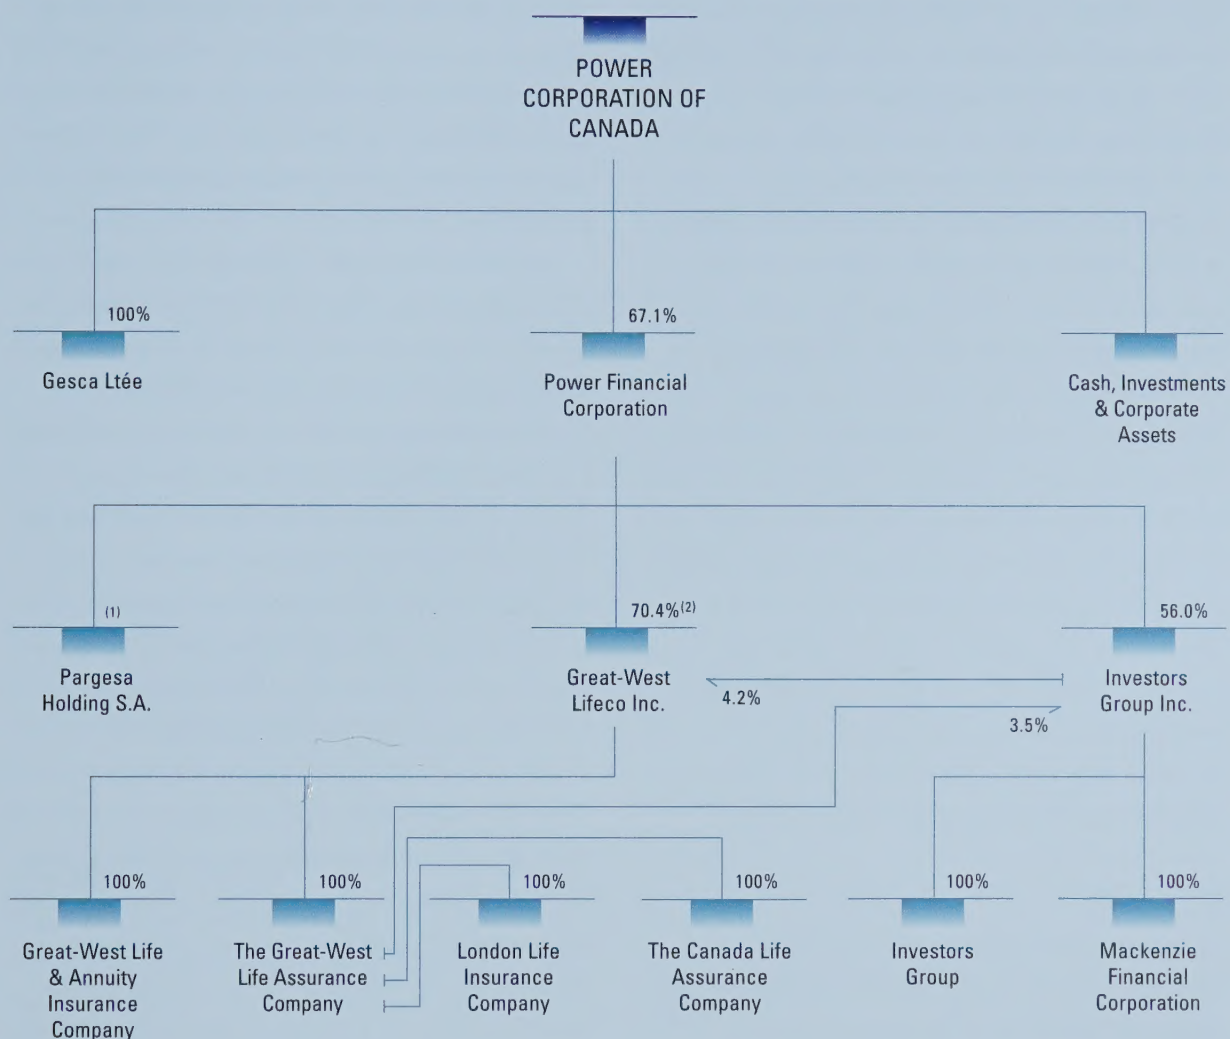 POWER
CORPORATION OF
CANADA
100%
67.1%
Gesca Ltée
Power Financial
Corporation
Cash, Investments
& Corporate
Assets
(1)
70.4%(2)
56.0%
Pargesa
Holding S.A.
Great-West
Lifeco Inc.
Investors
Group Inc.
4.2%
3.5%
100%
100%
100%
100%
100%
100%
Great-West Life
& Annuity
Insurance
Company
The Great-West
Life Assurance
Company
London Life
Insurance
Company
The Canada Life
Assurance
Company
Investors
Group
Mackenzie
Financial
Corporation